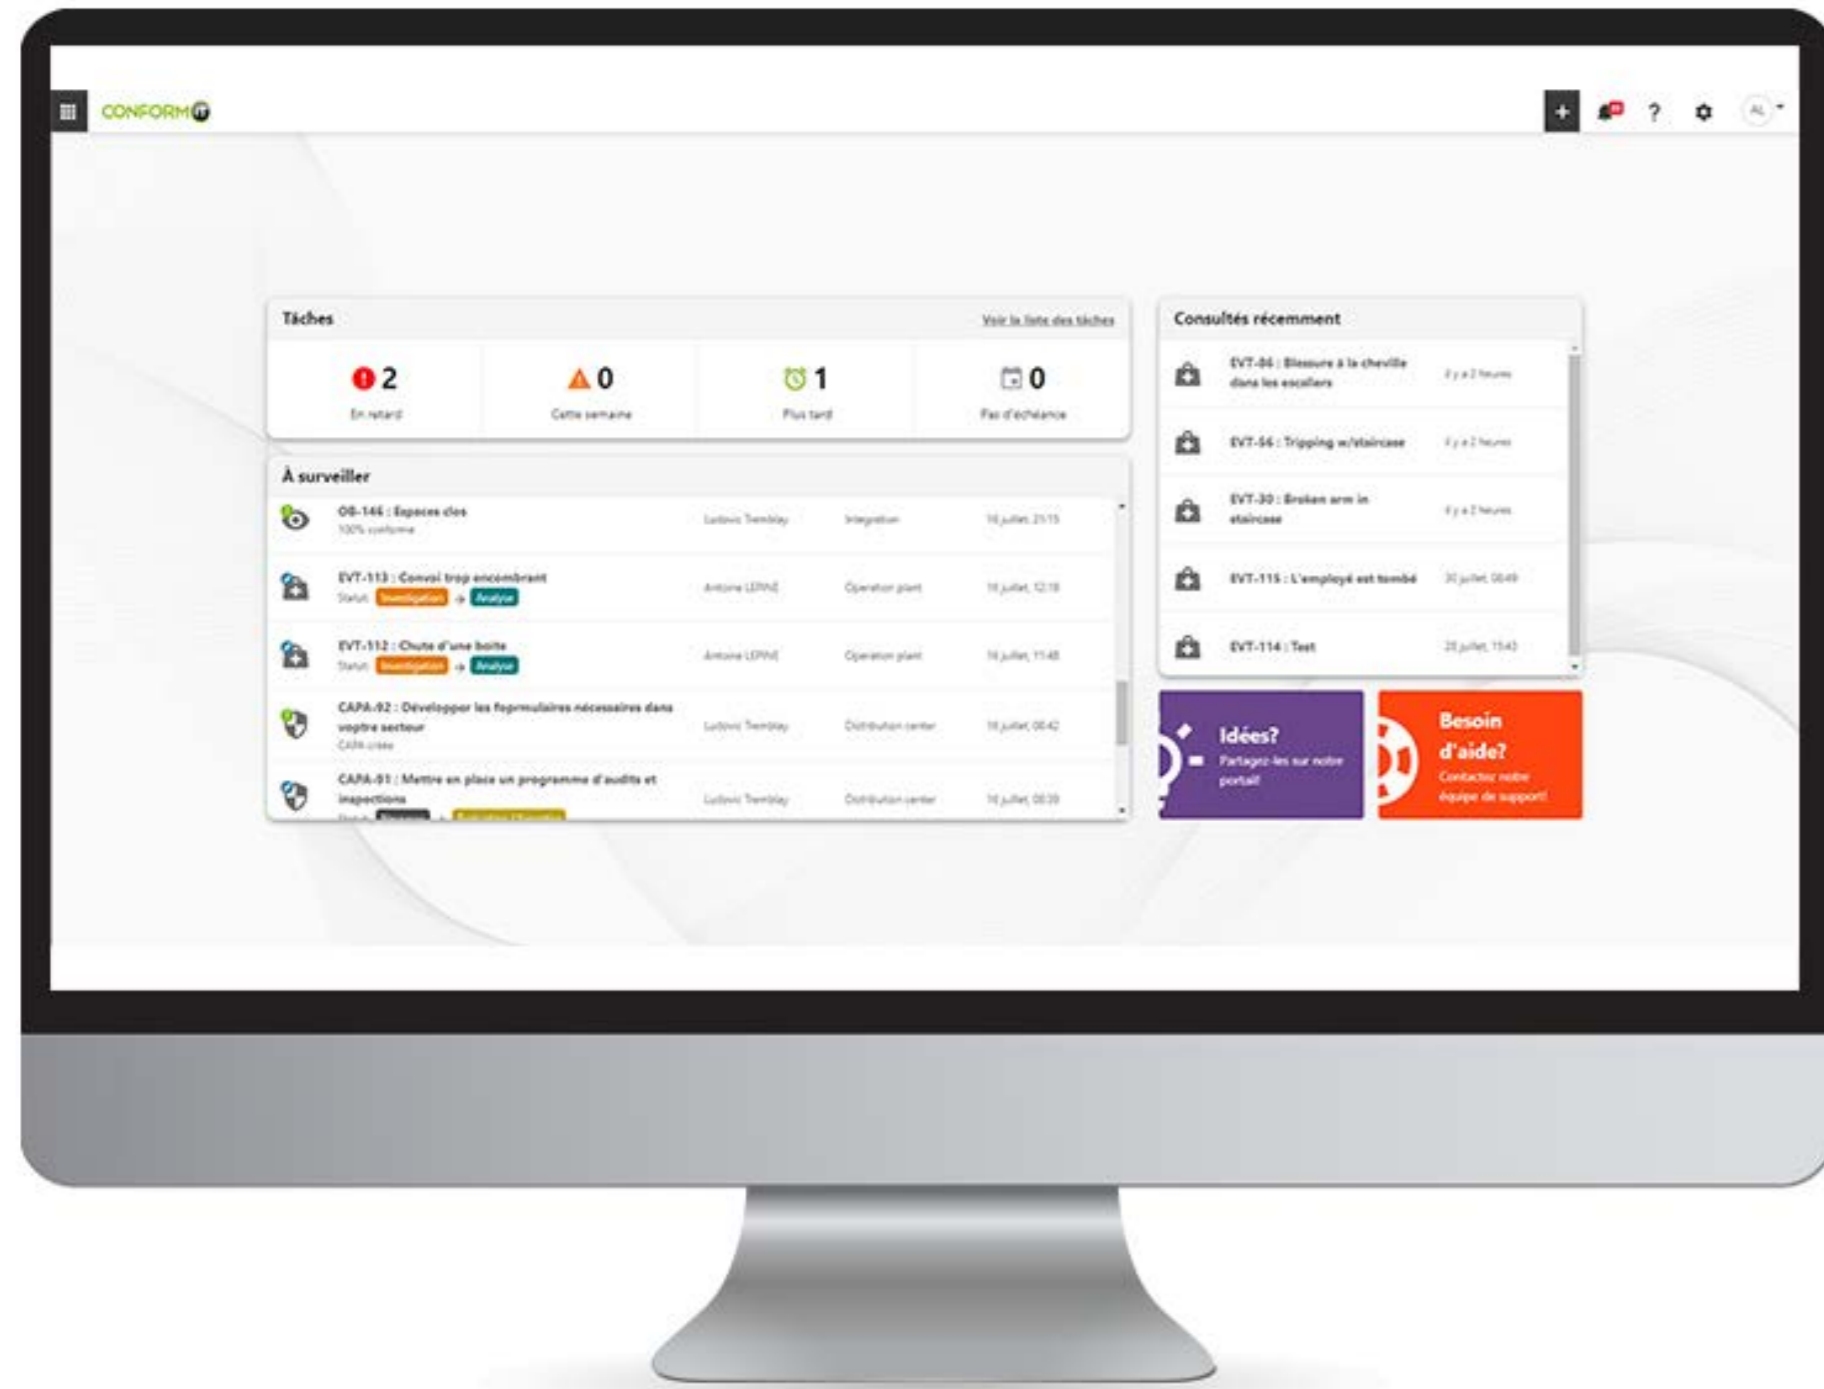 CONFORMiT
+
?
AL
Tâches
Voir la liste des tâches
2
En retard
0
Cette semaine
1
Plus tard
0
Pas d'échéance
À surveiller
OB-146 : Espaces clos
100% conforme
Ludovic Tremblay
Integration
16 juillet, 21:15
EVT-113 : Convoi trop encombrant
Statut: Investigation → Analyse
Antoine LEPINE
Operation plant
16 juillet, 12:18
EVT-112 : Chute d'une boite
Statut: Investigation → Analyse
Antoine LEPINE
Operation plant
16 juillet, 11:48
CAPA-92 : Développer les foprmulaires nécessaires dans
voptre secteur
CAPA créée
Ludovic Tremblay
Distribution center
16 juillet, 08:42
CAPA-91 : Mettre en place un programme d'audits et
inspections
Ludovic Tremblay
Distribution center
16 juillet, 08:39
Consultés récemment
EVT-86 : Blessure à la cheville
dans les escaliers
il y a 2 heures
EVT-56 : Tripping w/staircase
il y a 2 heures
EVT-30 : Broken arm in
staircase
il y a 2 heures
EVT-115 : L'employé est tombé
30 juillet, 08:49
EVT-114 : Test
28 juillet, 15:43
Idées?
Partagez-les sur notre
portail!
Besoin
d'aide?
Contactez notre
équipe de support!